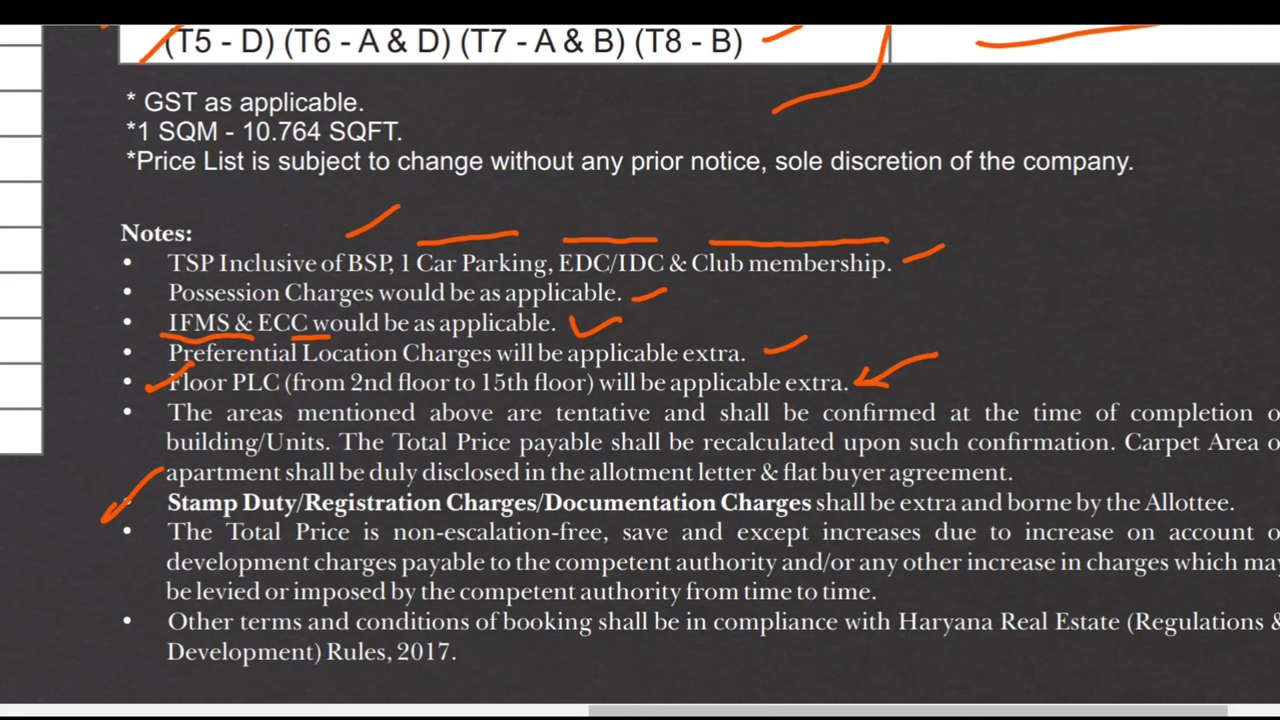 (T5 - D) (T6 - A & D) (T7 - A & B) (T8 - B)
* GST as applicable.
*1 SQM - 10.764 SQFT.
*Price List is subject to change without any prior notice, sole discretion of the company.
Notes:
• TSP Inclusive of BSP, 1 Car Parking, EDC/IDC & Club membership.
• Possession Charges would be as applicable.
• IFMS & ECC would be as applicable.
• Preferential Location Charges will be applicable extra.
• Floor PLC (from 2nd floor to 15th floor) will be applicable extra.
• The areas mentioned above are tentative and shall be confirmed at the time of completion
building/Units. The Total Price payable shall be recalculated upon such confirmation. Carpet Area
apartment shall be duly disclosed in the allotment letter & flat buyer agreement.
• Stamp Duty/Registration Charges/Documentation Charges shall be extra and borne by the Allottee.
• The Total Price is non-escalation-free, save and except increases due to increase on account
development charges payable to the competent authority and/or any other increase in charges which may
be levied or imposed by the competent authority from time to time.
• Other terms and conditions of booking shall be in compliance with Haryana Real Estate (Regulations &
Development) Rules, 2017.